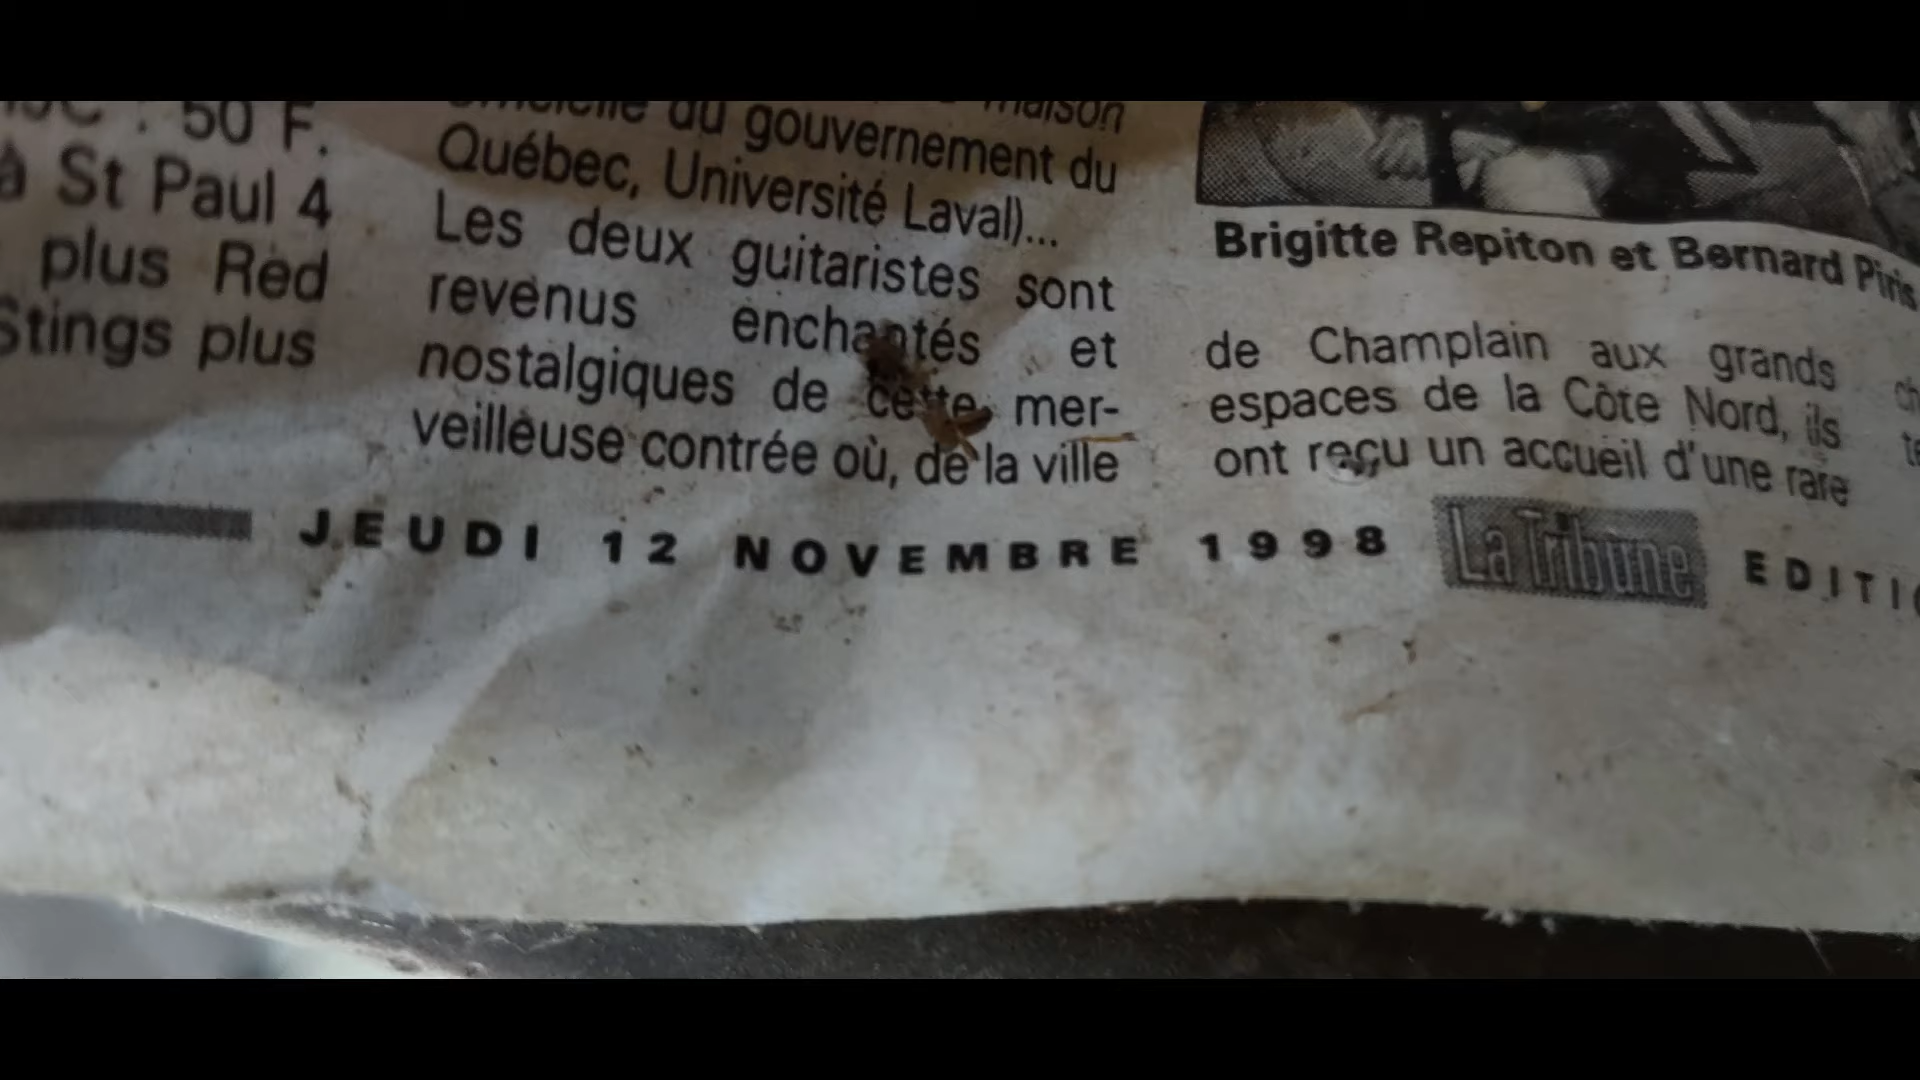 : 50 F.
à St Paul 4
plus Red
Stings plus
officielle du gouvernement du
Québec, Université Laval)...
Les deux guitaristes sont
revenus enchantés et
nostalgiques de cette mer-
veilleuse contrée où, de la ville
Brigitte Repiton et Bernard Piris
de Champlain aux grands
espaces de la Côte Nord, ils
ont reçu un accueil d'une rare
JEUDI 12 NOVEMBRE 1998 La Tribune